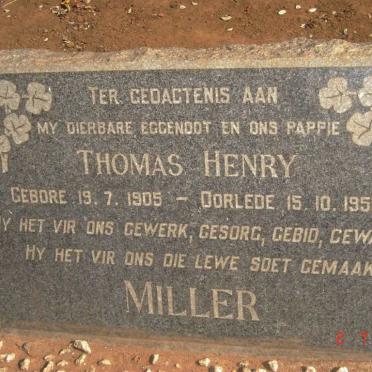 TER GEDAGTENIS AAN
MY DIERBARE EGGENOOT EN ONS PAPPIE
THOMAS HENRY
GEBORE 19.7.1905 – OORLEDE 15.10.195
HY HET VIR ONS GEWERK, GESORG, GEBID, GEWA
HY HET VIR ONS DIE LEWE SOET GEMAAK
MILLER